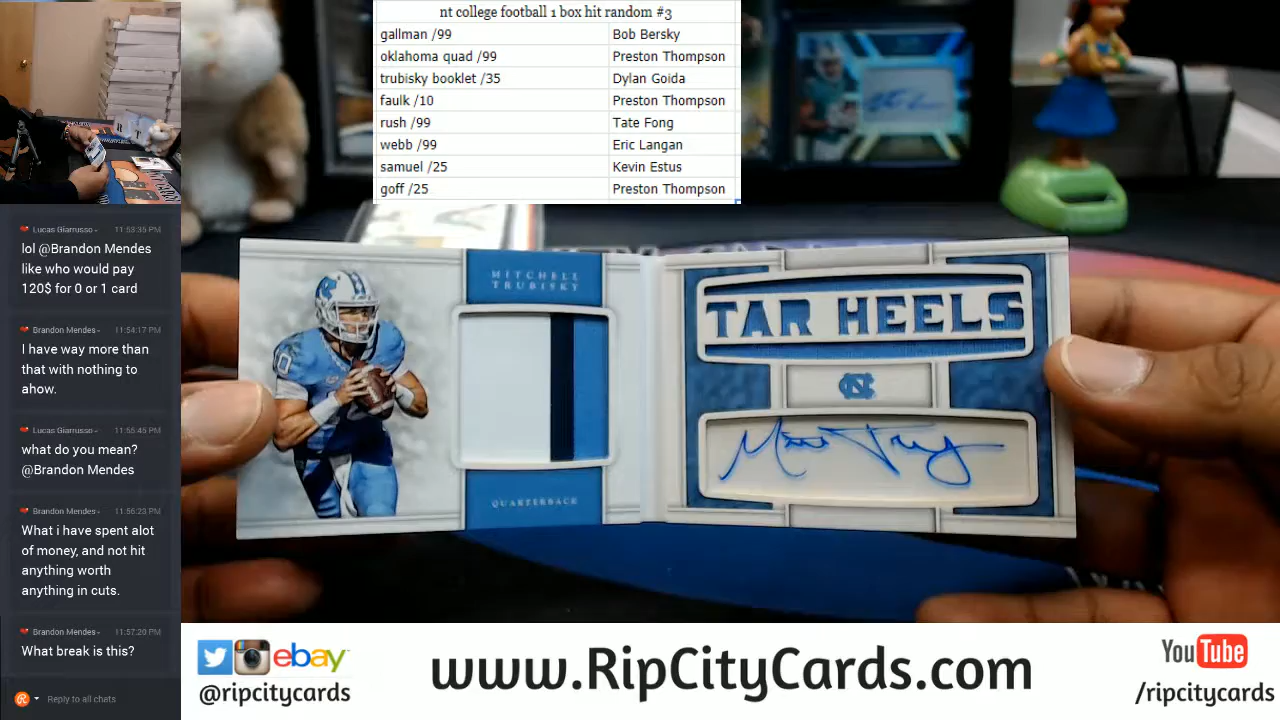 nt college football 1 box hit random #3
gallman /99 Bob Bersky
oklahoma quad /99 Preston Thompson
trubisky booklet /35 Dylan Goida
faulk /10 Preston Thompson
rush /99 Tate Fong
webb /99 Eric Langan
samuel /25 Kevin Estus
goff /25 Preston Thompson
Lucas Giarrusso 11:53:35 PM
lol @Brandon Mendes
like who would pay
120$ for 0 or 1 card
Brandon Mendes 11:54:17 PM
I have way more than
that with nothing to
ahow.
Lucas Giarrusso 11:55:45 PM
what do you mean?
@Brandon Mendes
Brandon Mendes 11:56:23 PM
What i have spent alot
of money, and not hit
anything worth
anything in cuts.
Brandon Mendes 11:57:20 PM
What break is this?
Reply to all chats
MITCHELL
TRUBISKY
QUARTERBACK
TAR HEELS
NC
ebay
@ripcitycards
www.RipCityCards.com
YouTube
/ripcitycards